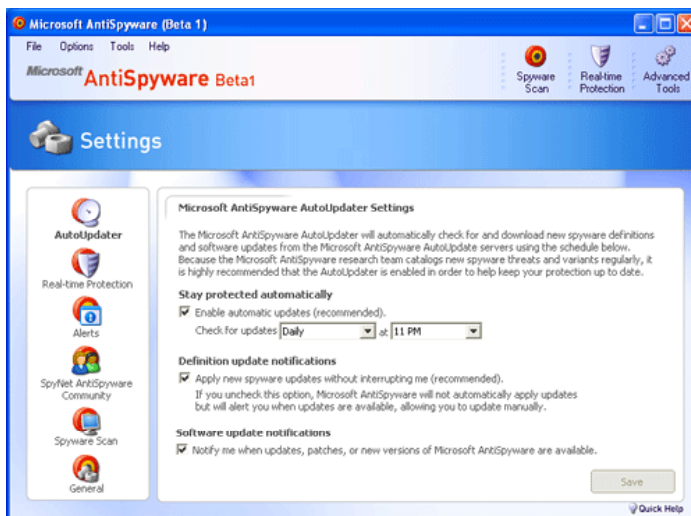 Microsoft AntiSpyware (Beta 1)
File Options Tools Help
Microsoft AntiSpyware Beta1
Spyware Scan
Real-time Protection
Advanced Tools
Settings
AutoUpdater
Real-time Protection
Alerts
SpyNet AntiSpyware
Community
Spyware Scan
General
Microsoft AntiSpyware AutoUpdater Settings
The Microsoft AntiSpyware AutoUpdater will automatically check for and download new spyware definitions
and software updates from the Microsoft AntiSpyware AutoUpdate servers using the schedule below.
Because the Microsoft AntiSpyware research team catalogs new spyware threats and variants regularly, it
is highly recommended that the AutoUpdater is enabled in order to help keep your protection up to date.
Stay protected automatically
Enable automatic updates (recommended).
Check for updates Daily at 11 PM
Definition update notifications
Apply new spyware updates without interrupting me (recommended).
If you uncheck this option, Microsoft AntiSpyware will not automatically apply updates
but will alert you when updates are available, allowing you to update manually.
Software update notifications
Notify me when updates, patches, or new versions of Microsoft AntiSpyware are available.
Save
Quick Help